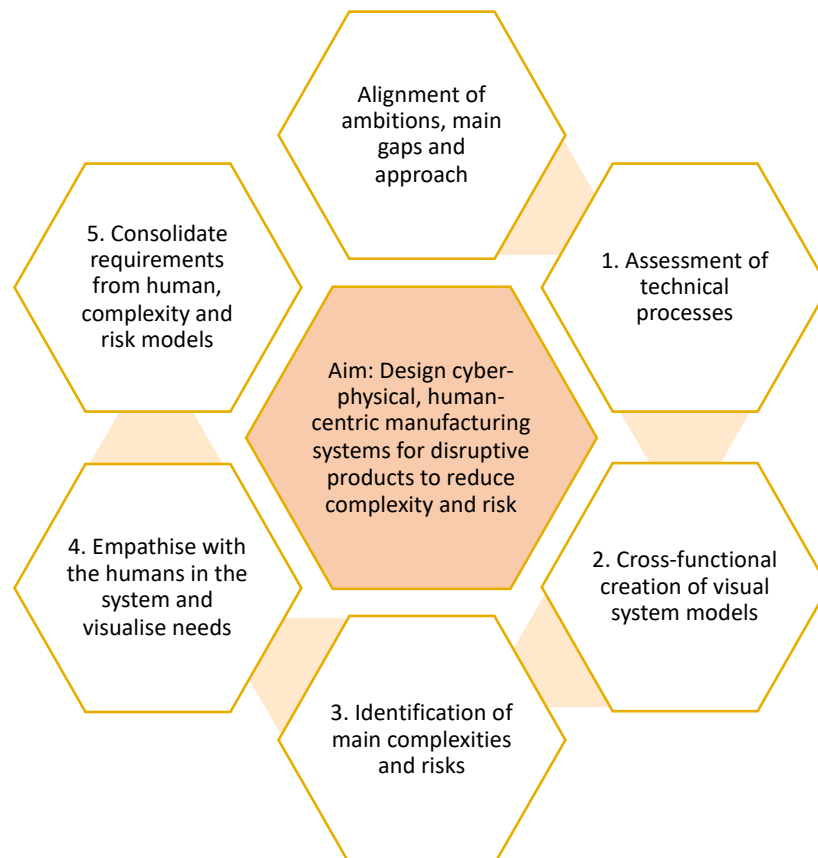 Alignment of
ambitions, main
gaps and
approach
1. Assessment of
technical
processes
2. Cross-functional
creation of visual
system models
3. Identification of
main complexities
and risks
4. Empathise with
the humans in the
system and
visualise needs
5. Consolidate
requirements
from human,
complexity and
risk models
Aim: Design cyber-
physical, human-
centric manufacturing
systems for disruptive
products to reduce
complexity and risk